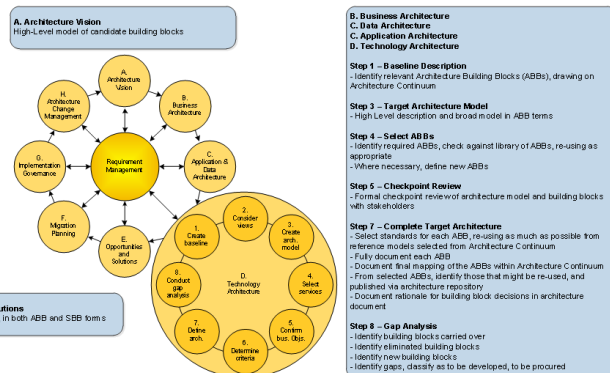 A. Architecture Vision
High-Level model of candidate building blocks
A.
Architecture
Vision
B.
Business
Architecture
C.
Application &
Data
Architecture
H.
Architecture
Change
Management
G.
Implementation
Governance
F.
Migration
Planning
E.
Opportunities
and
Solutions
Requirement
Management
1.
Create
baseline
2.
Consider
views
3.
Create
arch.
model
4.
Select
services
5.
Confirm
bus. Objs.
6.
Determine
criteria
7.
Define
arch.
8.
Conduct
gap
analysis
D.
Technology
Architecture
utions
in both ABB and SBB forms
B. Business Architecture
C. Data Architecture
C. Application Architecture
D. Technology Architecture
Step 1 – Baseline Description
- Identify relevant Architecture Building Blocks (ABBs), drawing on
Architecture Continuum
Step 3 – Target Architecture Model
- High Level description and broad model in ABB terms
Step 4 – Select ABBs
- Identify required ABBs, check against library of ABBs, re-using as
appropriate
- Where necessary, define new ABBs
Step 5 – Checkpoint Review
- Formal checkpoint review of architecture model and building blocks
with stakeholders
Step 7 – Complete Target Architecture
- Select standards for each ABB, re-using as much as possible from
reference models selected from Architecture Continuum
- Fully document each ABB
- Document final mapping of the ABBs within Architecture Continuum
- From selected ABBs, identify those that might be re-used, and
published via architecture repository
- Document rationale for building block decisions in architecture
document
Step 8 – Gap Analysis
- Identify building blocks carried over
- Identify eliminated building blocks
- Identify new building blocks
- Identify gaps, classify as to be developed, to be procured